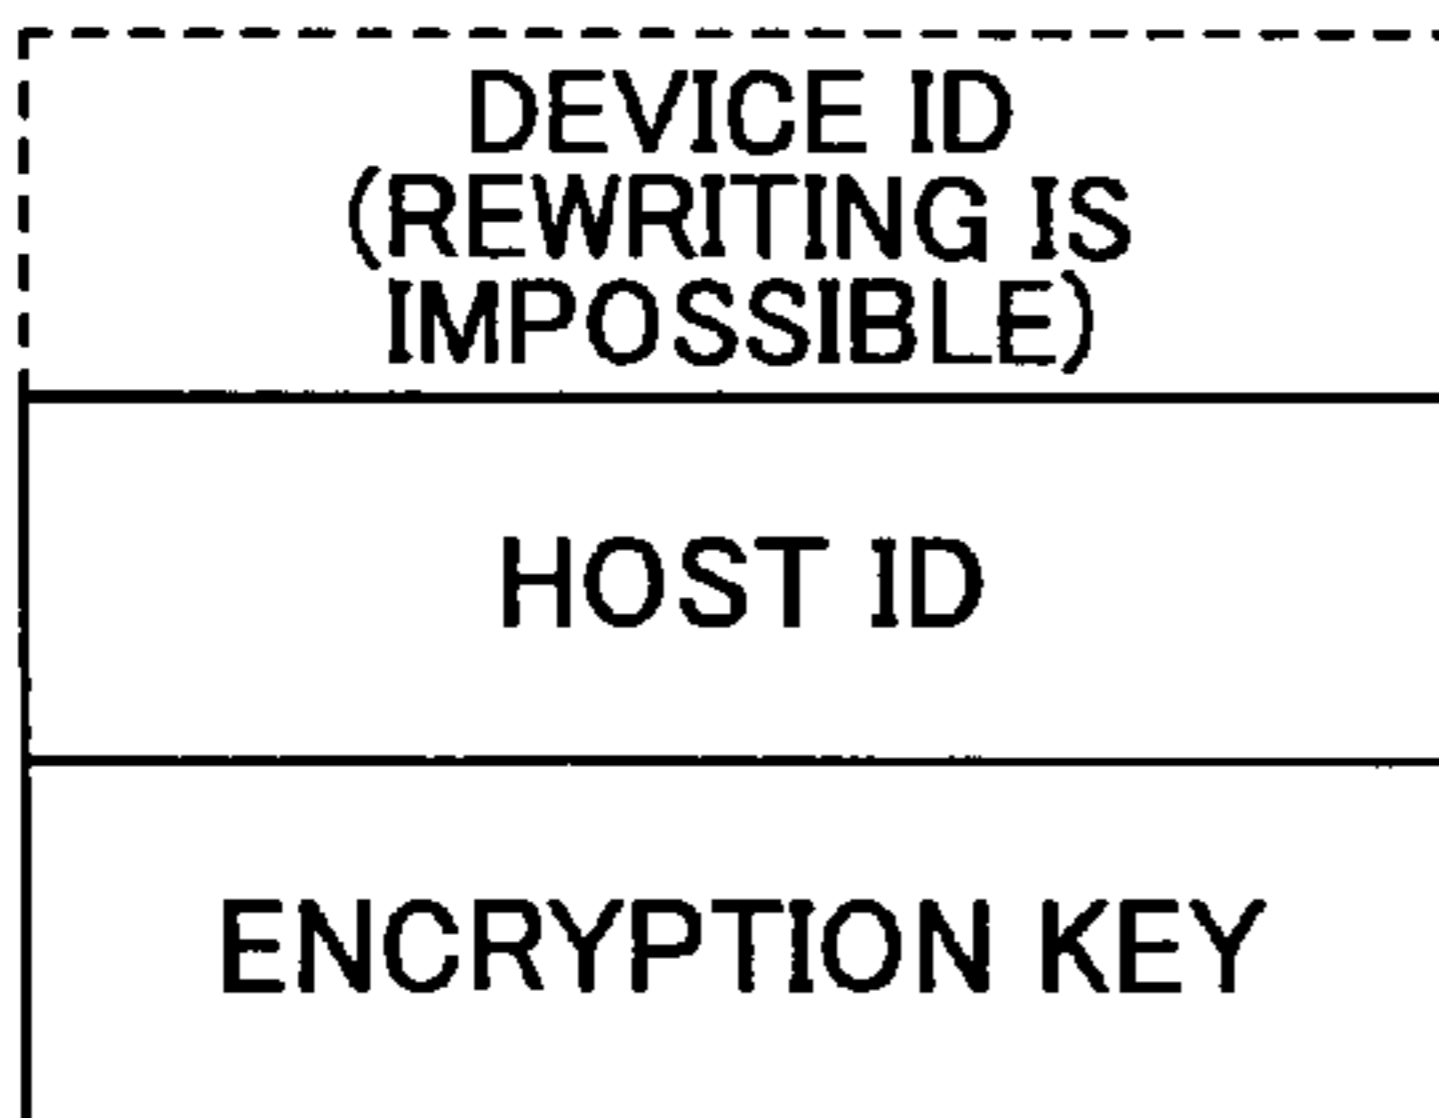 DEVICE ID
(REWRITING IS
IMPOSSIBLE)
HOST ID
ENCRYPTION KEY